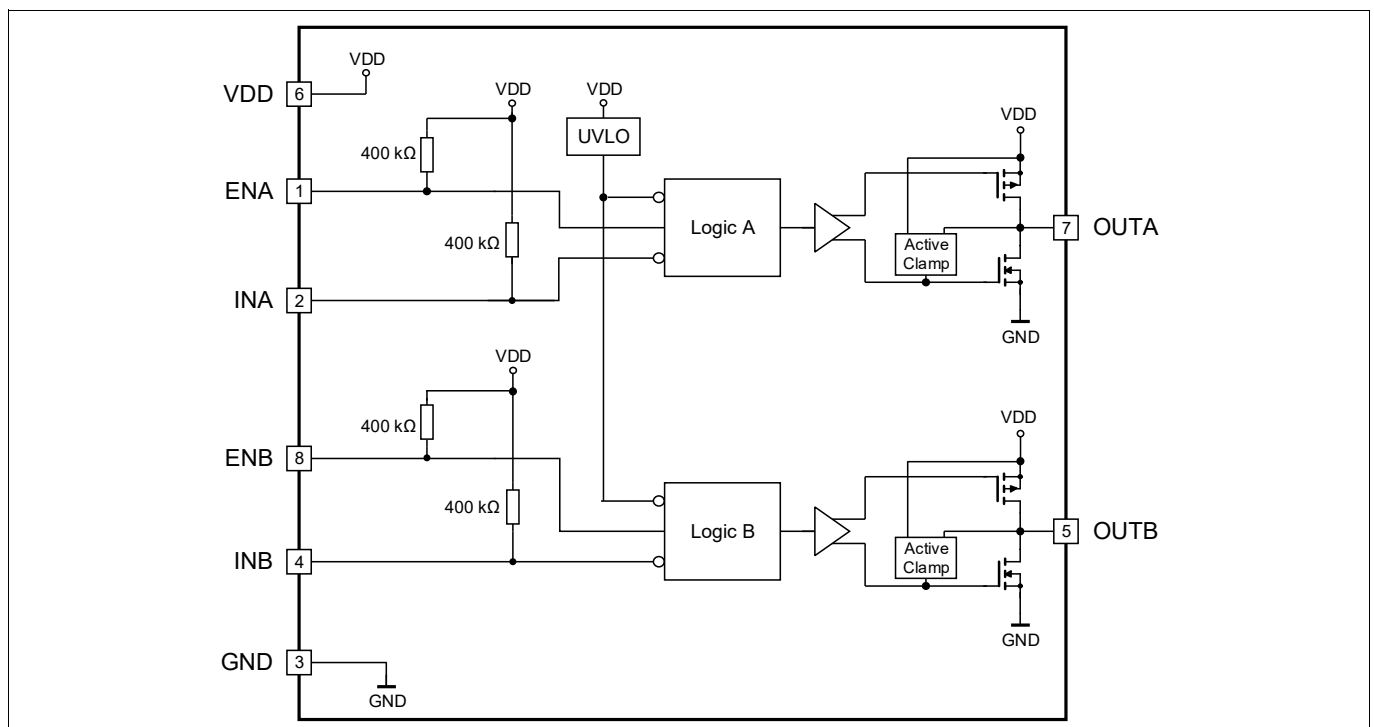 VDD
6
VDD
VDD
VDD
UVLO
400 kΩ
ENA
1
400 kΩ
INA
2
Logic A
VDD
Active
Clamp
7
OUTA
GND
VDD
400 kΩ
ENB
8
400 kΩ
INB
4
Logic B
VDD
Active
Clamp
5
OUTB
GND
GND
3
GND